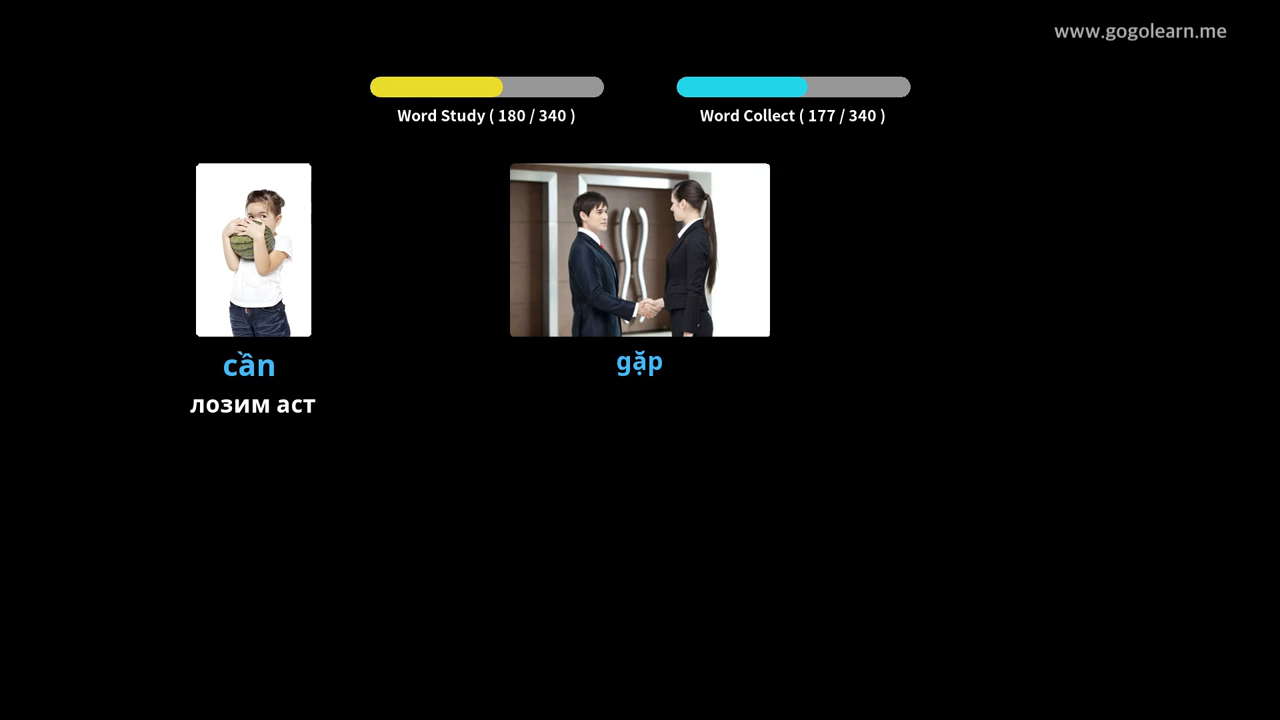 www.gogolearn.me
Word Study ( 180 / 340 )
Word Collect ( 177 / 340 )
cần
лозим аст
gặp